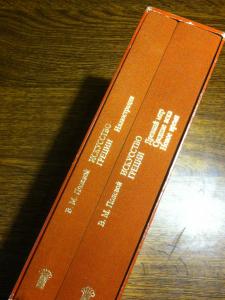 В. М. Полевой
ИСКУССТВО
ГРЕЦИИ
Иллюстрации
В. М. Полевой
ИСКУССТВО
ГРЕЦИИ
Древний мир
Средние века
Новое время